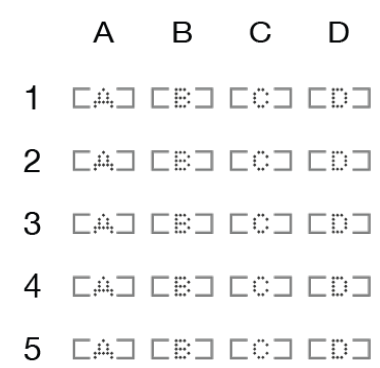 A B C D
1 [A] [B] [C] [D]
2 [A] [B] [C] [D]
3 [A] [B] [C] [D]
4 [A] [B] [C] [D]
5 [A] [B] [C] [D]